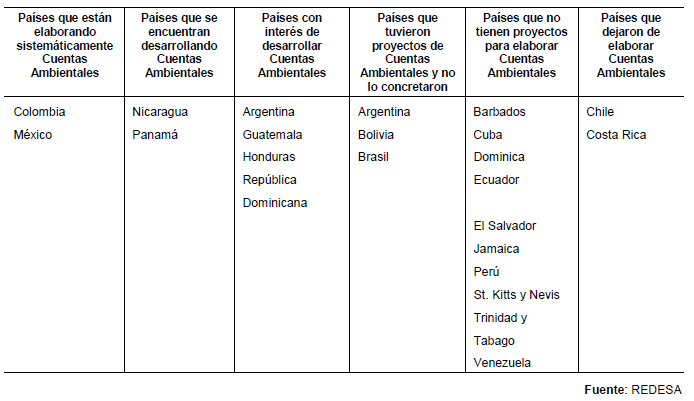 Países que están
elaborando
sistemáticamente
Cuentas
Ambientales
Países que se
encuentran
desarrollando
Cuentas
Ambientales
Países con
interés de
desarrollar
Cuentas
Ambientales
Países que
tuvieron
proyectos de
Cuentas
Ambientales y no
lo concretaron
Países que no
tienen proyectos
para elaborar
Cuentas
Ambientales
Países que
dejaron de
elaborar
Cuentas
Ambientales
Colombia
México
Nicaragua
Panamá
Argentina
Guatemala
Honduras
República
Dominicana
Argentina
Bolivia
Brasil
Barbados
Cuba
Dominica
Ecuador
El Salvador
Jamaica
Perú
St. Kitts y Nevis
Trinidad y
Tabago
Venezuela
Chile
Costa Rica
Fuente: REDESA